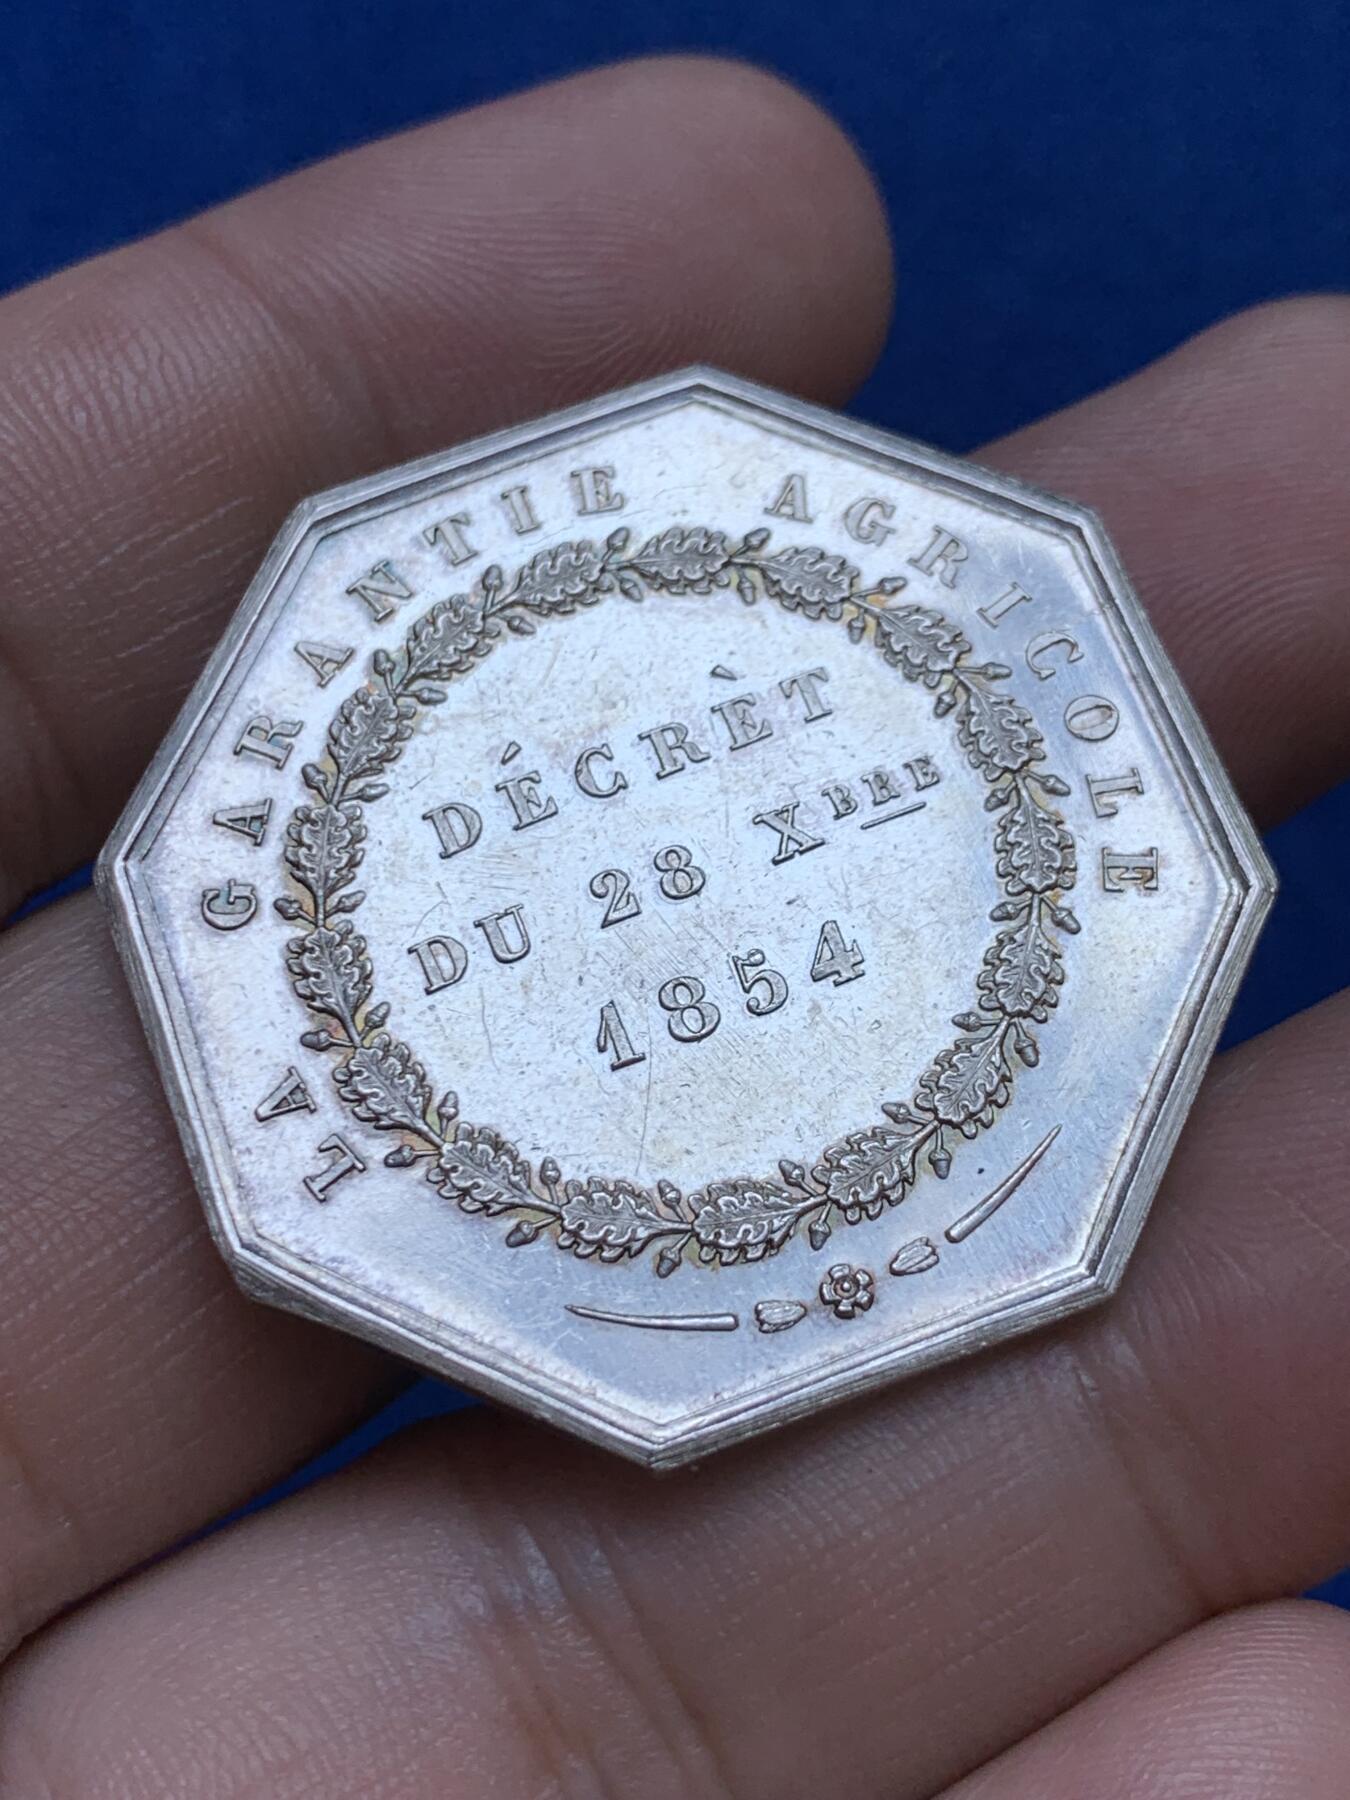 LA GARANTIE AGRICOLE
DÉCRÈT
DU 28 XBRE
1854